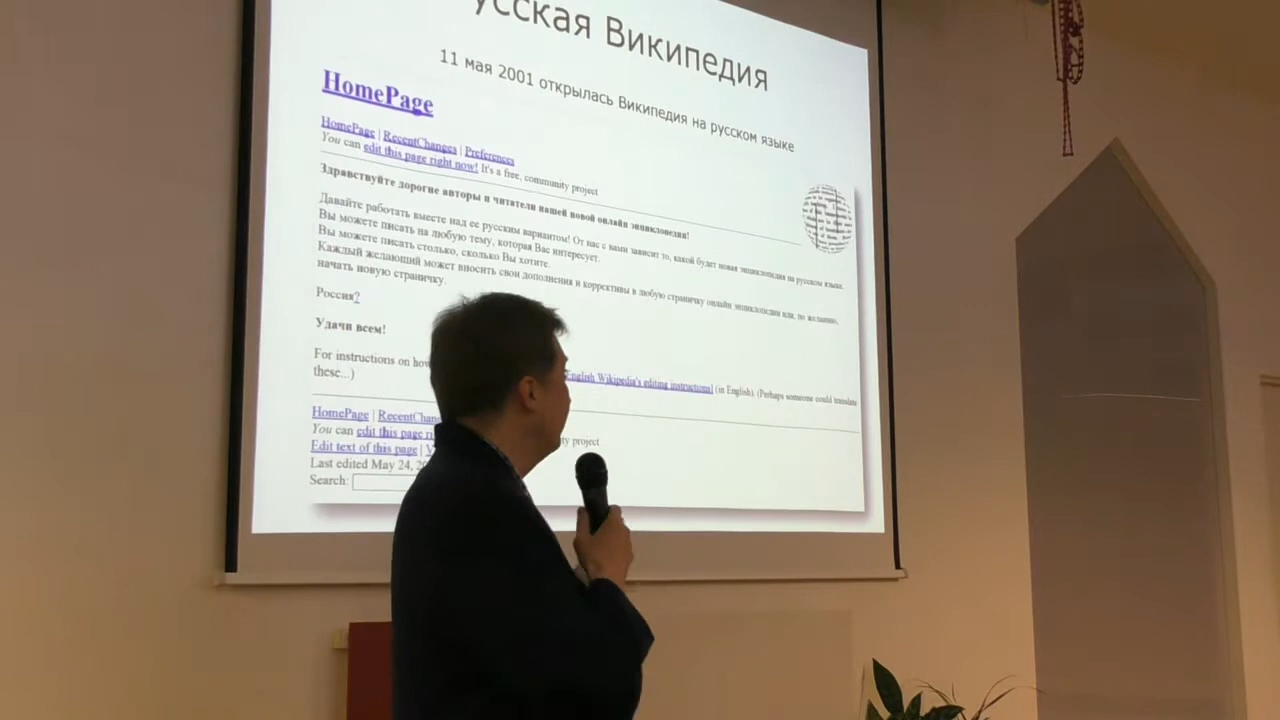 усская Википедия
11 мая 2001 открылась Википедия на русском языке
HomePage
HomePage | RecentChanges | Preferences
You can edit this page right now! It's a free, community project
Здравствуйте дорогие авторы и читатели нашей новой онлайн энциклопедии!
Давайте работать вместе над ее русским вариантом! От нас с вами зависит то, какой будет новая энциклопедия на русском языке.
Вы можете писать на любую тему, которая Вас интересует.
Вы можете писать столько, сколько Вы хотите.
Каждый желающий может вносить свои дополнения и коррективы в любую страничку онлайн энциклопедии или, по желанию,
начать новую страничку.
Россия?
Удачи всем!
For instructions on how English Wikipedia's editing instructions] (in English). (Perhaps someone could translate
these...)
HomePage | RecentChan
You can edit this page ri ty project
Edit text of this page | V
Last edited May 24, 20
Search: